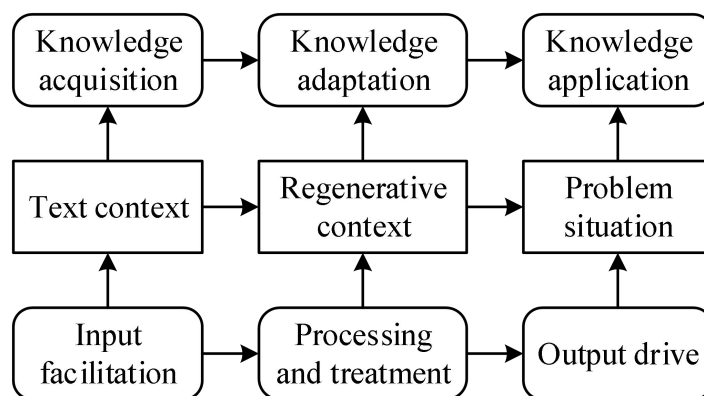 Knowledge
acquisition
Knowledge
adaptation
Knowledge
application
Text context
Regenerative
context
Problem
situation
Input
facilitation
Processing
and treatment
Output drive